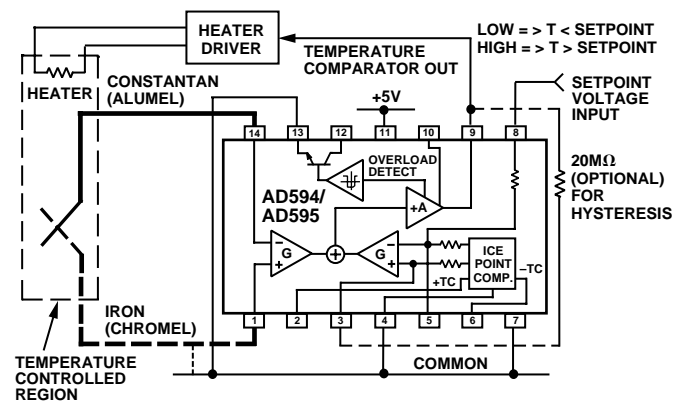 HEATER
DRIVER
LOW = > T < SETPOINT
HIGH = > T > SETPOINT
TEMPERATURE
COMPARATOR OUT
HEATER
CONSTANTAN
(ALUMEL)
+5V
SETPOINT
VOLTAGE
INPUT
14 13 12 11 10 9 8
OVERLOAD
DETECT
20MΩ
(OPTIONAL)
FOR
HYSTERESIS
AD594/
AD595
+A
–
G
+
+
–
G
+
ICE
POINT
COMP.
–TC
+TC
IRON
(CHROMEL)
1 2 3 4 5 6 7
TEMPERATURE
CONTROLLED
REGION
COMMON